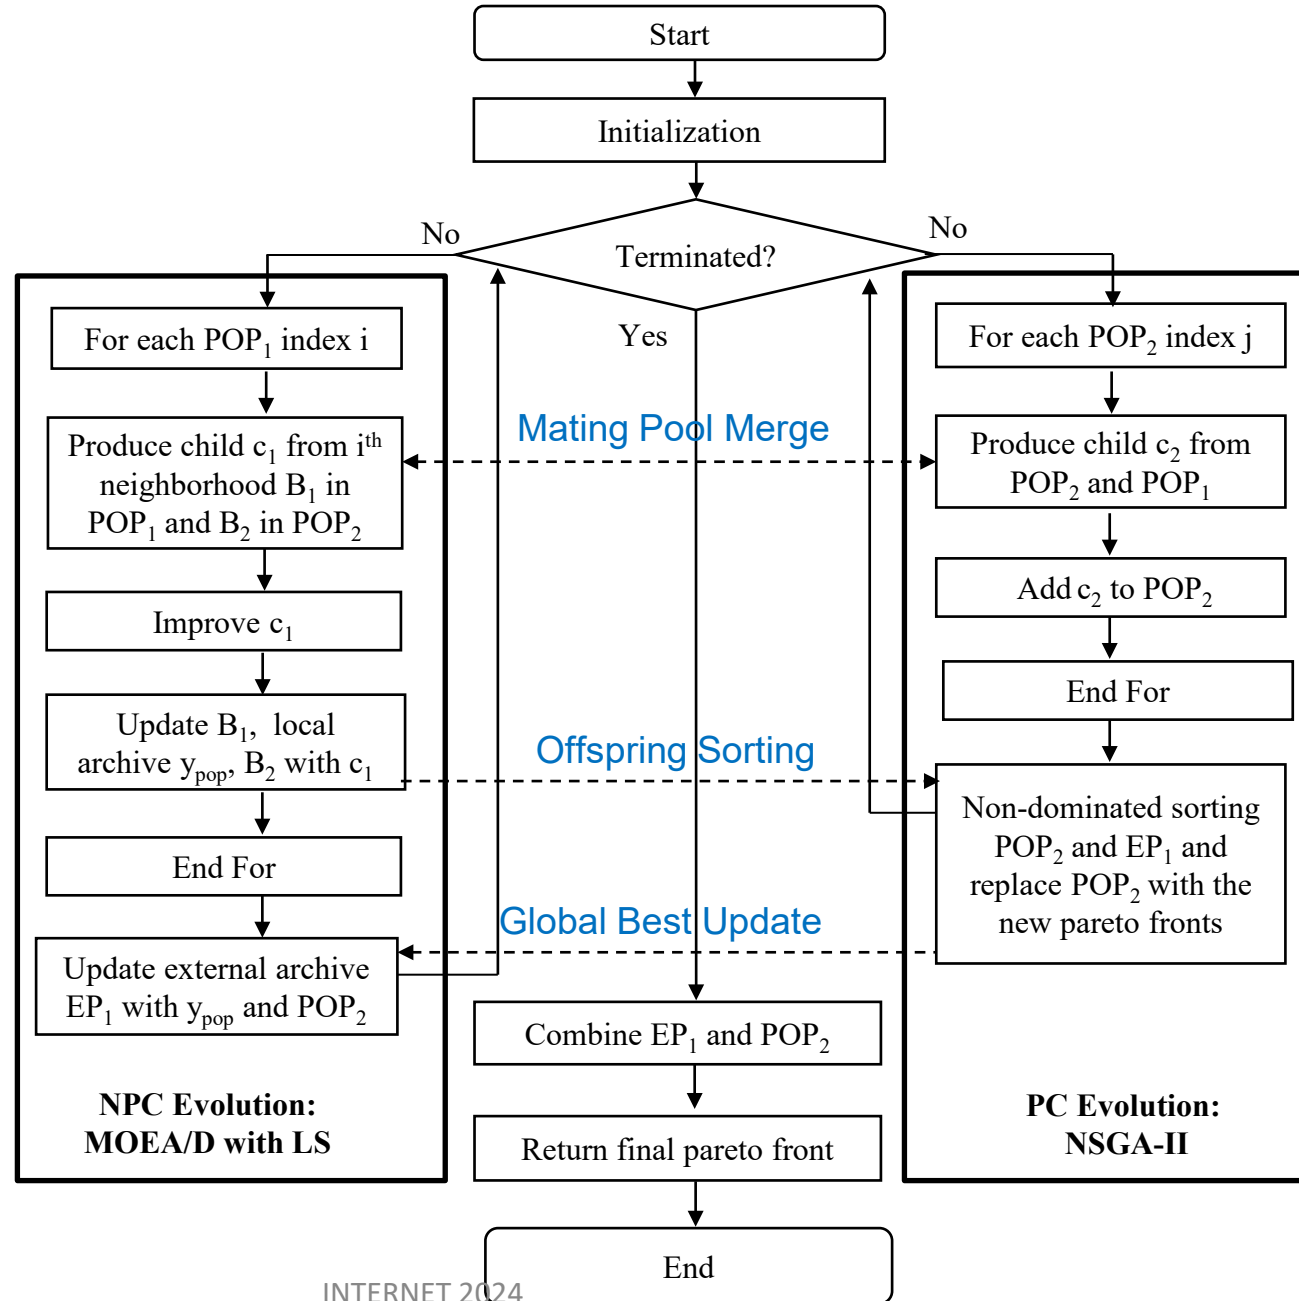 Start
Initialization
Terminated?
No
No
Yes
For each POP₁ index i
Produce child c₁ from iᵗʰ
neighborhood B₁ in
POP₁ and B₂ in POP₂
Improve c₁
Update B₁, local
archive y_pop, B₂ with c₁
End For
Update external archive
EP₁ with y_pop and POP₂
NPC Evolution:
MOEA/D with LS
Mating Pool Merge
Offspring Sorting
Global Best Update
Combine EP₁ and POP₂
Return final pareto front
End
For each POP₂ index j
Produce child c₂ from
POP₂ and POP₁
Add c₂ to POP₂
End For
Non-dominated sorting
POP₂ and EP₁ and
replace POP₂ with the
new pareto fronts
PC Evolution:
NSGA-II
INTERNET 2024